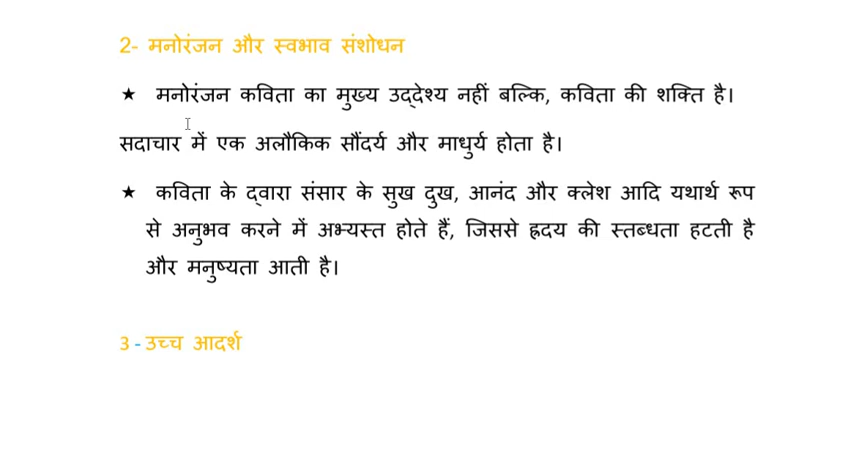 2- मनोरंजन और स्वभाव संशोधन
★ मनोरंजन कविता का मुख्य उद्देश्य नहीं बल्कि, कविता की शक्ति है।
सदाचार में एक अलौकिक सौंदर्य और माधुर्य होता है।
★ कविता के द्वारा संसार के सुख दुख, आनंद और क्लेश आदि यथार्थ रूप
से अनुभव करने में अभ्यस्त होते हैं, जिससे ह्रदय की स्तब्धता हटती है
और मनुष्यता आती है।
3 - उच्च आदर्श